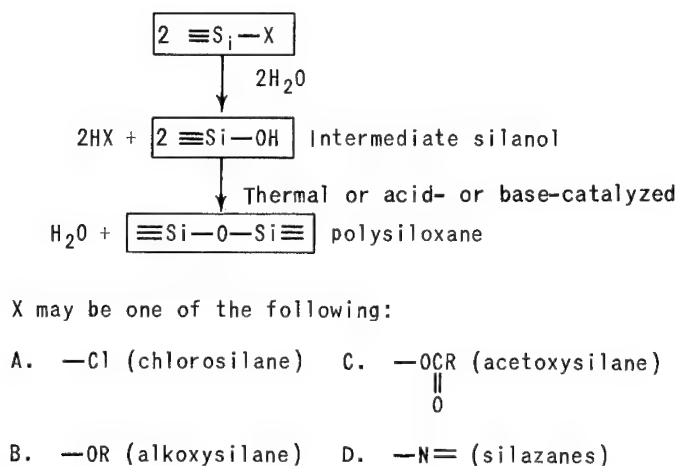 2 ≡Si—X
2H₂O
2HX + 2 ≡Si—OH Intermediate silanol
Thermal or acid- or base-catalyzed
H₂O + ≡Si—O—Si≡ polysiloxane
X may be one of the following:
A. —Cl (chlorosilane) C. —OCR (acetoxysilane)
‖
O
B. —OR (alkoxysilane) D. —N= (silazanes)